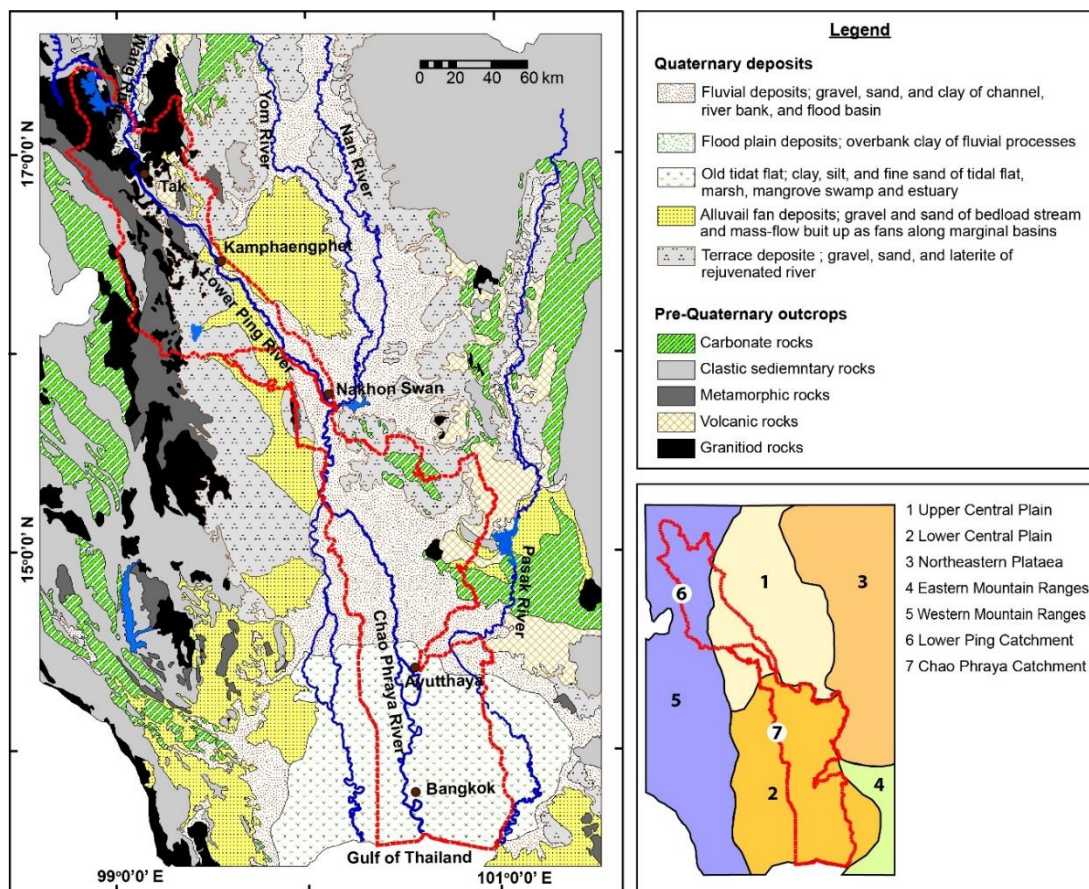 Wang River
Yom River
Nan River
0 20 40 60 km
17°0'0' N
Tak
Kamphaengphet
Lower Ping River
Nakhon Swan
15°0'0' N
Pasak River
Chao Phraya River
Ayutthaya
Bangkok
Gulf of Thailand
99°0'0' E
101°0'0' E
Legend
Quaternary deposits
Fluvial deposits; gravel, sand, and clay of channel,
river bank, and flood basin
Flood plain deposits; overbank clay of fluvial processes
Old tidat flat; clay, silt, and fine sand of tidal flat,
marsh, mangrove swamp and estuary
Alluvail fan deposits; gravel and sand of bedload stream
and mass-flow buit up as fans along marginal basins
Terrace deposite ; gravel, sand, and laterite of
rejuvenated river
Pre-Quaternary outcrops
Carbonate rocks
Clastic sediemntary rocks
Metamorphic rocks
Volcanic rocks
Granitiod rocks
1
3
6
5
7
2
4
1 Upper Central Plain
2 Lower Central Plain
3 Northeastern Plataea
4 Eastern Mountain Ranges
5 Western Mountain Ranges
6 Lower Ping Catchment
7 Chao Phraya Catchment